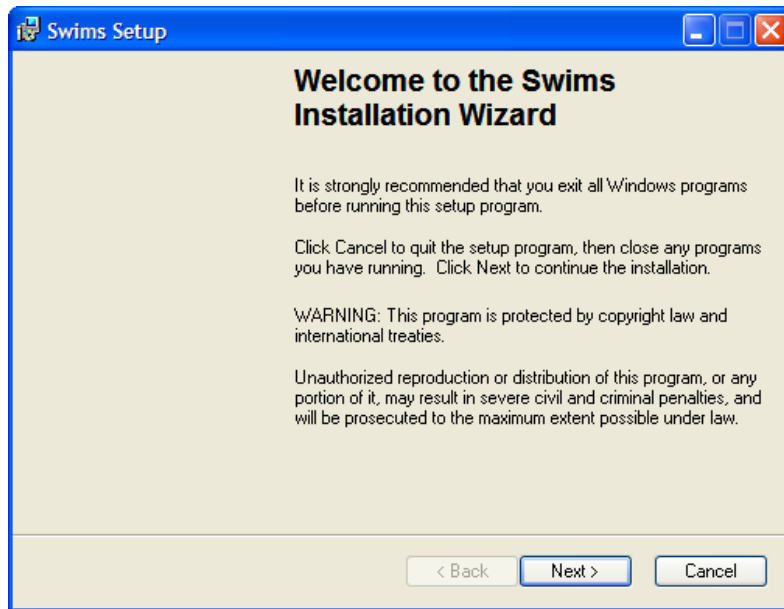 Swims Setup
Welcome to the Swims
Installation Wizard
It is strongly recommended that you exit all Windows programs
before running this setup program.
Click Cancel to quit the setup program, then close any programs
you have running.  Click Next to continue the installation.
WARNING: This program is protected by copyright law and
international treaties.
Unauthorized reproduction or distribution of this program, or any
portion of it, may result in severe civil and criminal penalties, and
will be prosecuted to the maximum extent possible under law.
< Back Next > Cancel